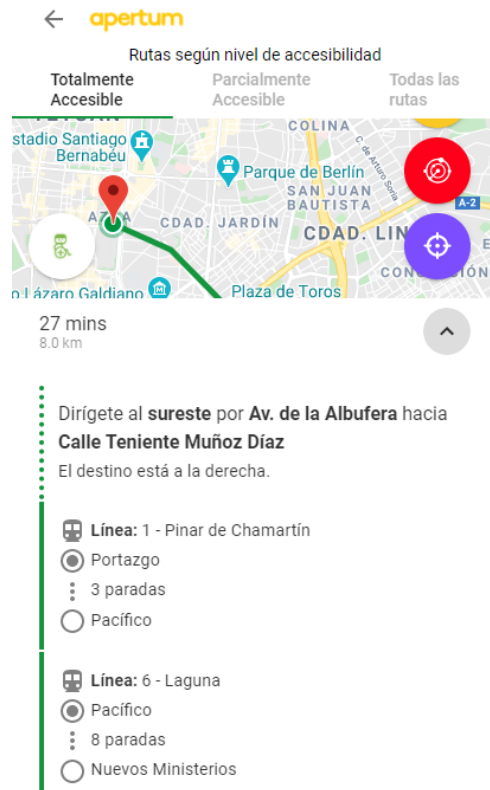 apertum
Rutas según nivel de accesibilidad
Totalmente Accesible
Parcialmente Accesible
Todas las rutas
COLINA
stadio Santiago
Bernabéu
C. de Arturo Soria
Parque de Berlín
SAN JUAN
BAUTISTA
A-2
CDAD. JARDÍN
CDAD. LIN
o Lázaro Galdiano
Plaza de Toros
27 mins
8.0 km
Dirígete al sureste por Av. de la Albufera hacia
Calle Teniente Muñoz Díaz
El destino está a la derecha.
Línea: 1 - Pinar de Chamartín
Portazgo
3 paradas
Pacífico
Línea: 6 - Laguna
Pacífico
8 paradas
Nuevos Ministerios